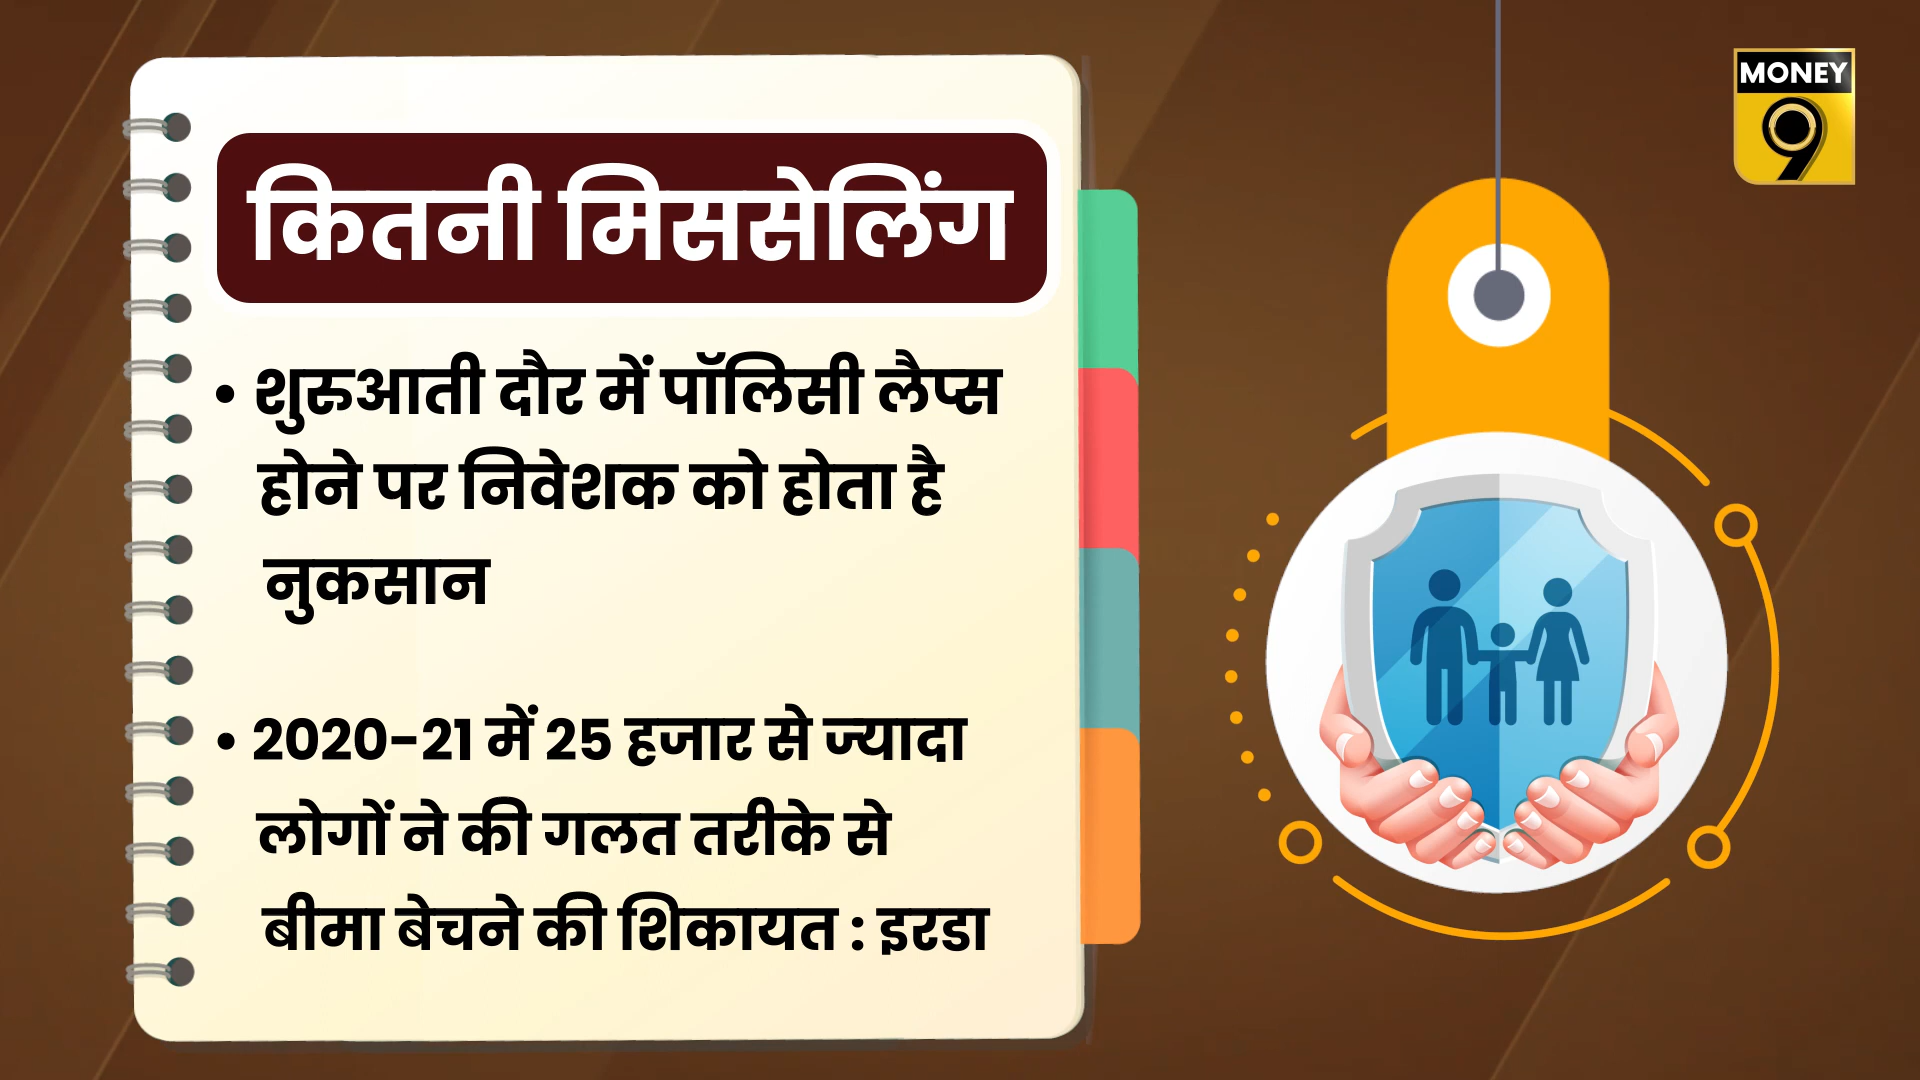 MONEY
9
कितनी मिससेलिंग
• शुरुआती दौर में पॉलिसी लैप्स
होने पर निवेशक को होता है
नुकसान
• 2020-21 में 25 हजार से ज्यादा
लोगों ने की गलत तरीके से
बीमा बेचने की शिकायत : इरडा